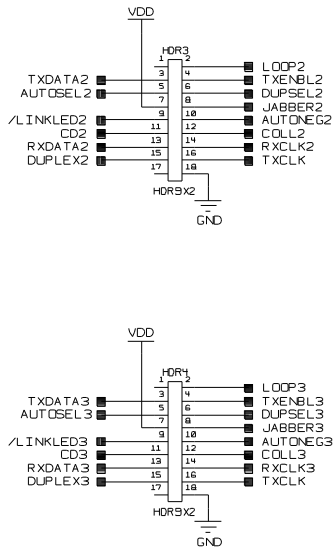 VDD
HDR3
1 2 LOOP2
TXDATA2 3 4 TXENBL2
AUTOSEL2 5 6 DUPSEL2
7 8 JABBER2
/LINKLED2 9 10 AUTONEG2
CD2 11 12 COLL2
RXDATA2 13 14 RXCLK2
DUPLEX2 15 16 TXCLK
17 18
HDR9X2
GND
VDD
HDR4
1 2 LOOP3
TXDATA3 3 4 TXENBL3
AUTOSEL3 5 6 DUPSEL3
7 8 JABBER3
/LINKLED3 9 10 AUTONEG3
CD3 11 12 COLL3
RXDATA3 13 14 RXCLK3
DUPLEX3 15 16 TXCLK
17 18
HDR9X2
GND